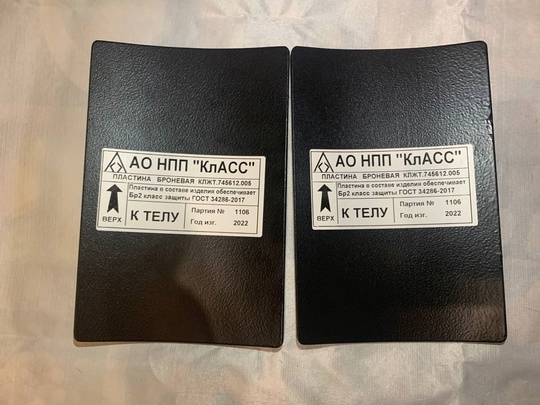 АО НПП "КлАСС"
ПЛАСТИНА БРОНЕВАЯ КЛЖТ.745612.005
Пластина в составе изделия обеспечивает
Бр2 класс защиты ГОСТ 34286-2017
ВЕРХ
К ТЕЛУ
Партия № 1106
Год изг. 2022
АО НПП "КлАСС"
ПЛАСТИНА БРОНЕВАЯ КЛЖТ.745612.005
Пластина в составе изделия обеспечивает
Бр2 класс защиты ГОСТ 34286-2017
ВЕРХ
К ТЕЛУ
Партия № 1106
Год изг. 2022